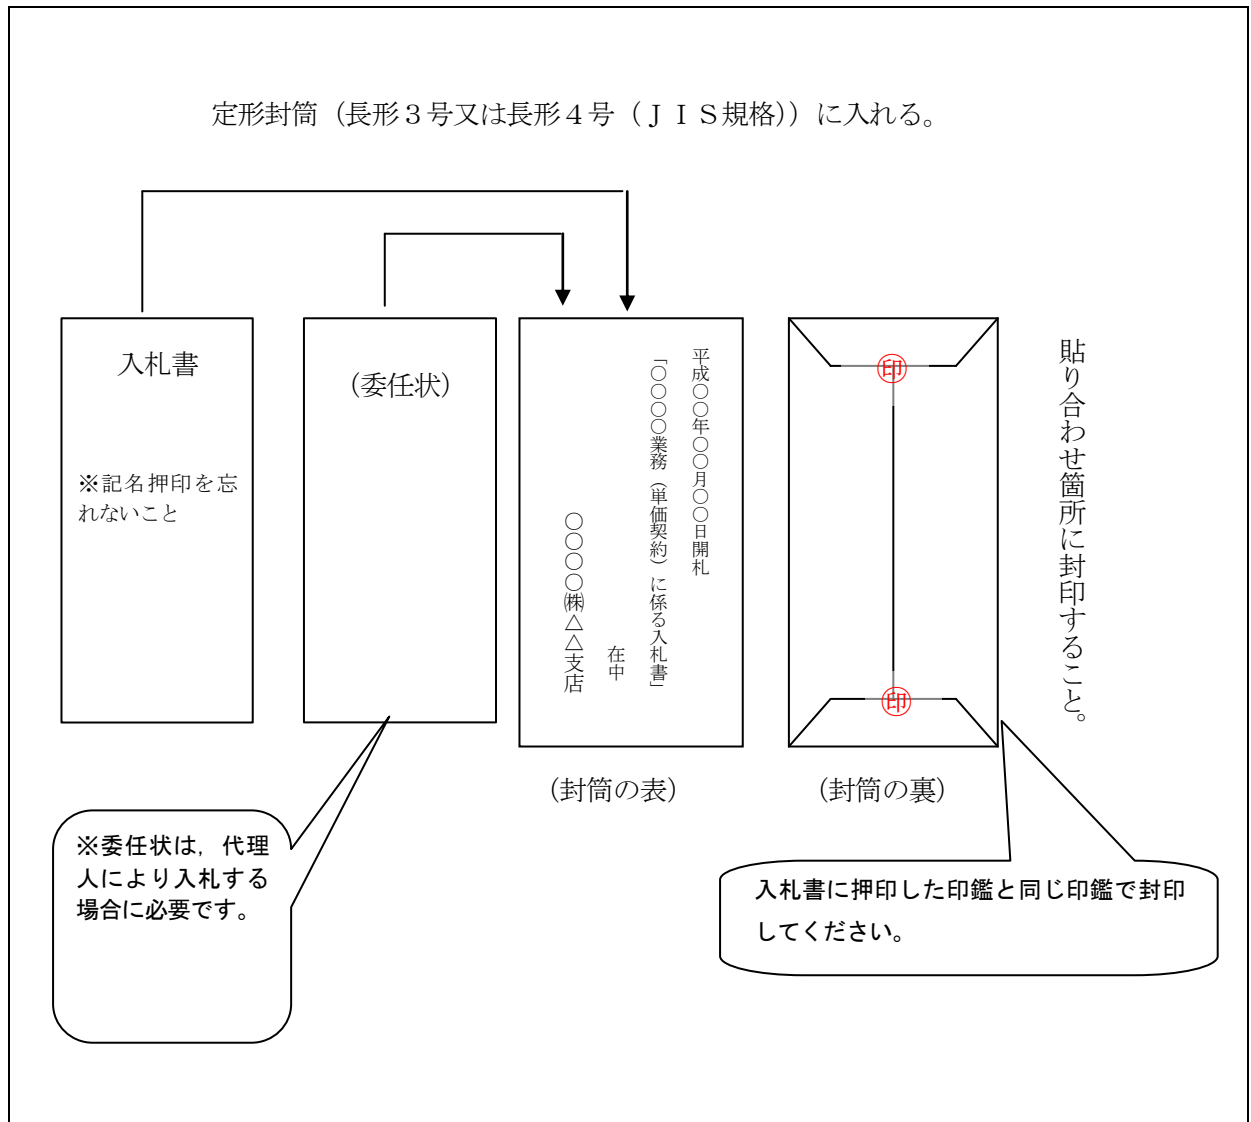 定形封筒（長形３号又は長形４号（ＪＩＳ規格））に入れる。
入札書
※記名押印を忘
れないこと
（委任状）
平成〇〇年〇〇月〇〇日開札
「〇〇〇〇業務（単価契約）に係る入札書」
在中
〇〇〇〇㈱△△支店
印
印
貼り合わせ箇所に封印すること。
（封筒の表）
（封筒の裏）
※委任状は，代理
人により入札する
場合に必要です。
入札書に押印した印鑑と同じ印鑑で封印
してください。